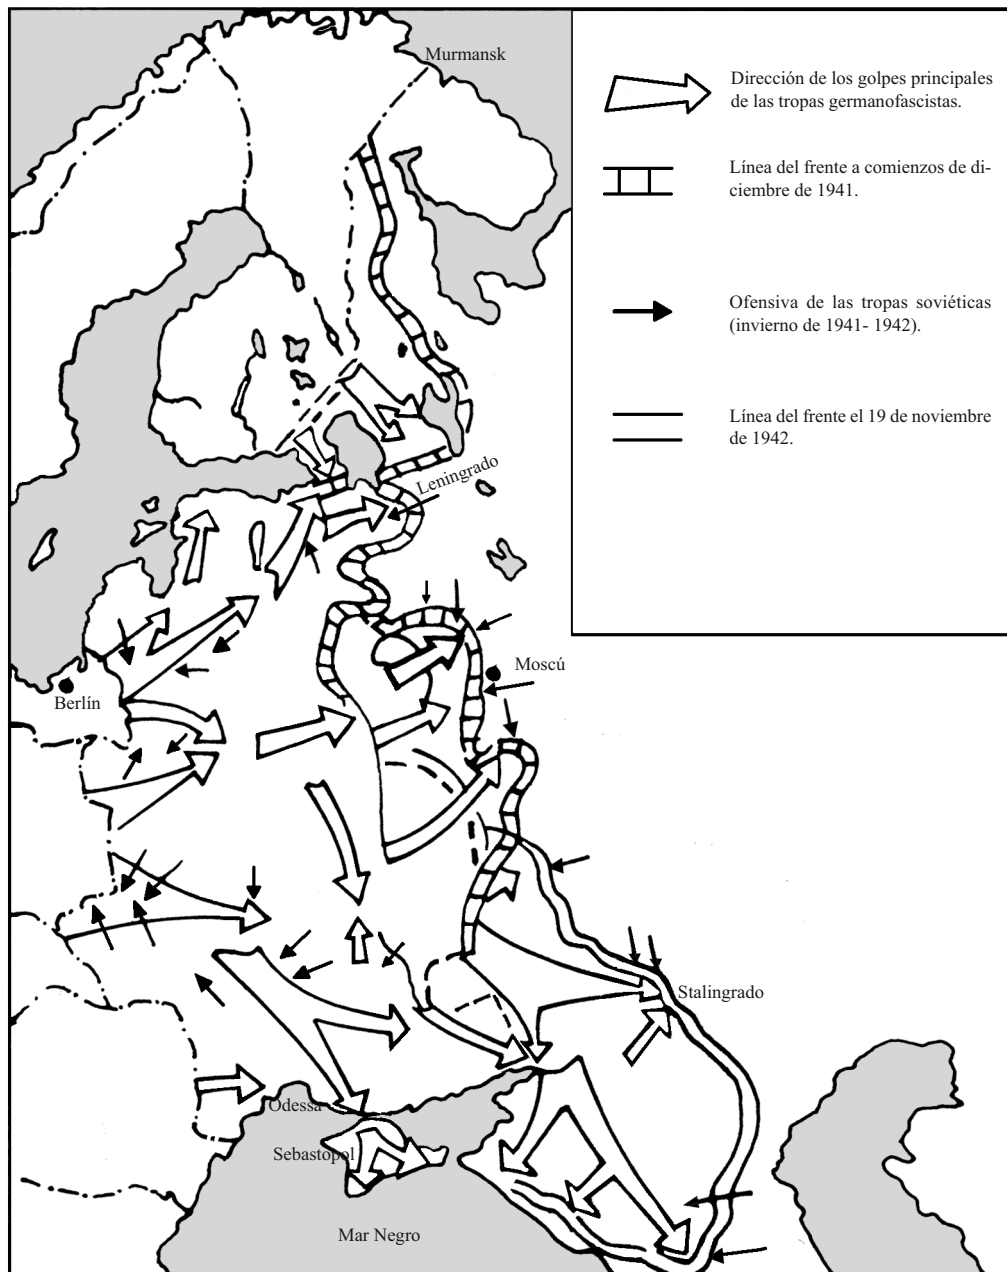 Murmansk
Dirección de los golpes principales
de las tropas germanofascistas.
Línea del frente a comienzos de di-
ciembre de 1941.
Ofensiva de las tropas soviéticas
(invierno de 1941- 1942).
Línea del frente el 19 de noviembre
de 1942.
Leningrado
Moscú
Berlín
Stalingrado
Odessa
Sebastopol
Mar Negro